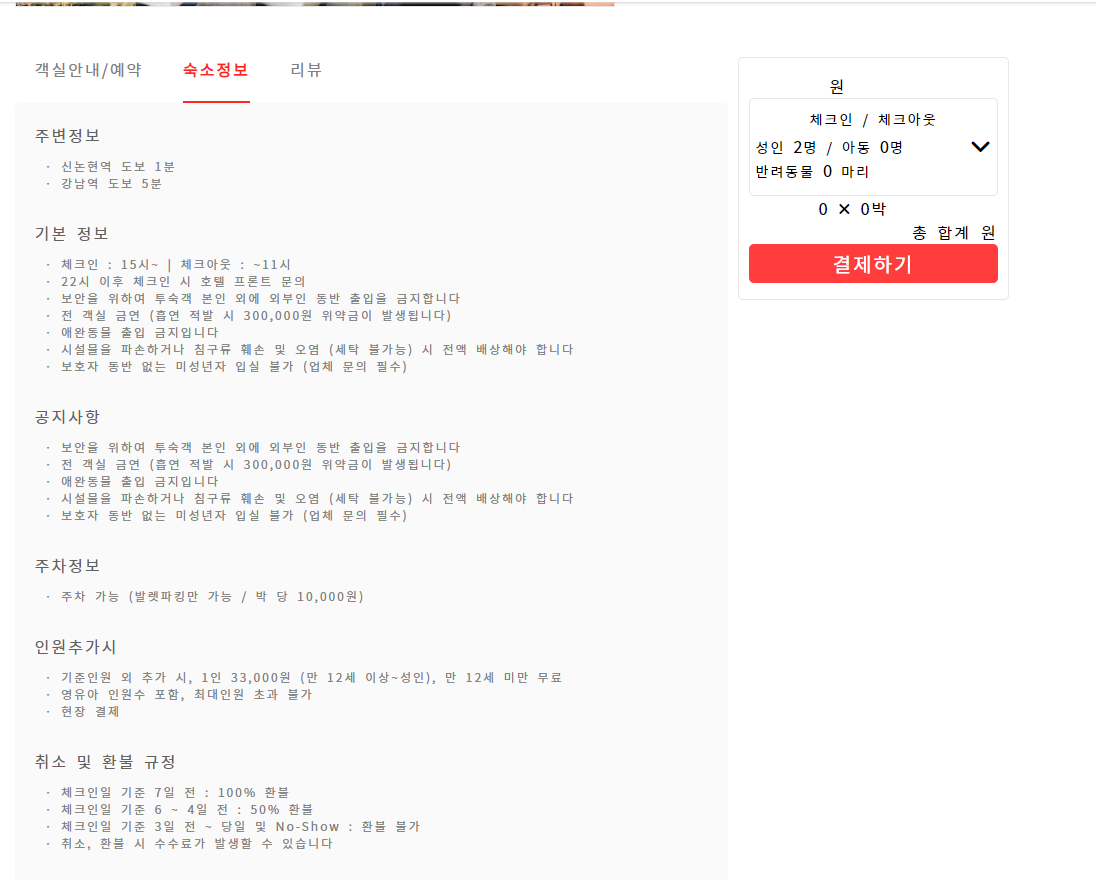 객실안내/예약 숙소정보 리뷰
주변정보
· 신논현역 도보 1분
· 강남역 도보 5분
기본 정보
· 체크인 : 15시~ | 체크아웃 : ~11시
· 22시 이후 체크인 시 호텔 프론트 문의
· 보안을 위하여 투숙객 본인 외에 외부인 동반 출입을 금지합니다
· 전 객실 금연 (흡연 적발 시 300,000원 위약금이 발생됩니다)
· 애완동물 출입 금지입니다
· 시설물을 파손하거나 침구류 훼손 및 오염 (세탁 불가능) 시 전액 배상해야 합니다
· 보호자 동반 없는 미성년자 입실 불가 (업체 문의 필수)
공지사항
· 보안을 위하여 투숙객 본인 외에 외부인 동반 출입을 금지합니다
· 전 객실 금연 (흡연 적발 시 300,000원 위약금이 발생됩니다)
· 애완동물 출입 금지입니다
· 시설물을 파손하거나 침구류 훼손 및 오염 (세탁 불가능) 시 전액 배상해야 합니다
· 보호자 동반 없는 미성년자 입실 불가 (업체 문의 필수)
주차정보
· 주차 가능 (발렛파킹만 가능 / 박 당 10,000원)
인원추가시
· 기준인원 외 추가 시, 1인 33,000원 (만 12세 이상~성인), 만 12세 미만 무료
· 영유아 인원수 포함, 최대인원 초과 불가
· 현장 결제
취소 및 환불 규정
· 체크인일 기준 7일 전 : 100% 환불
· 체크인일 기준 6 ~ 4일 전 : 50% 환불
· 체크인일 기준 3일 전 ~ 당일 및 No-Show : 환불 불가
· 취소, 환불 시 수수료가 발생할 수 있습니다
원
체크인 / 체크아웃
성인 2명 / 아동 0명
반려동물 0 마리
0 ✕ 0박
총 합계 원
결제하기